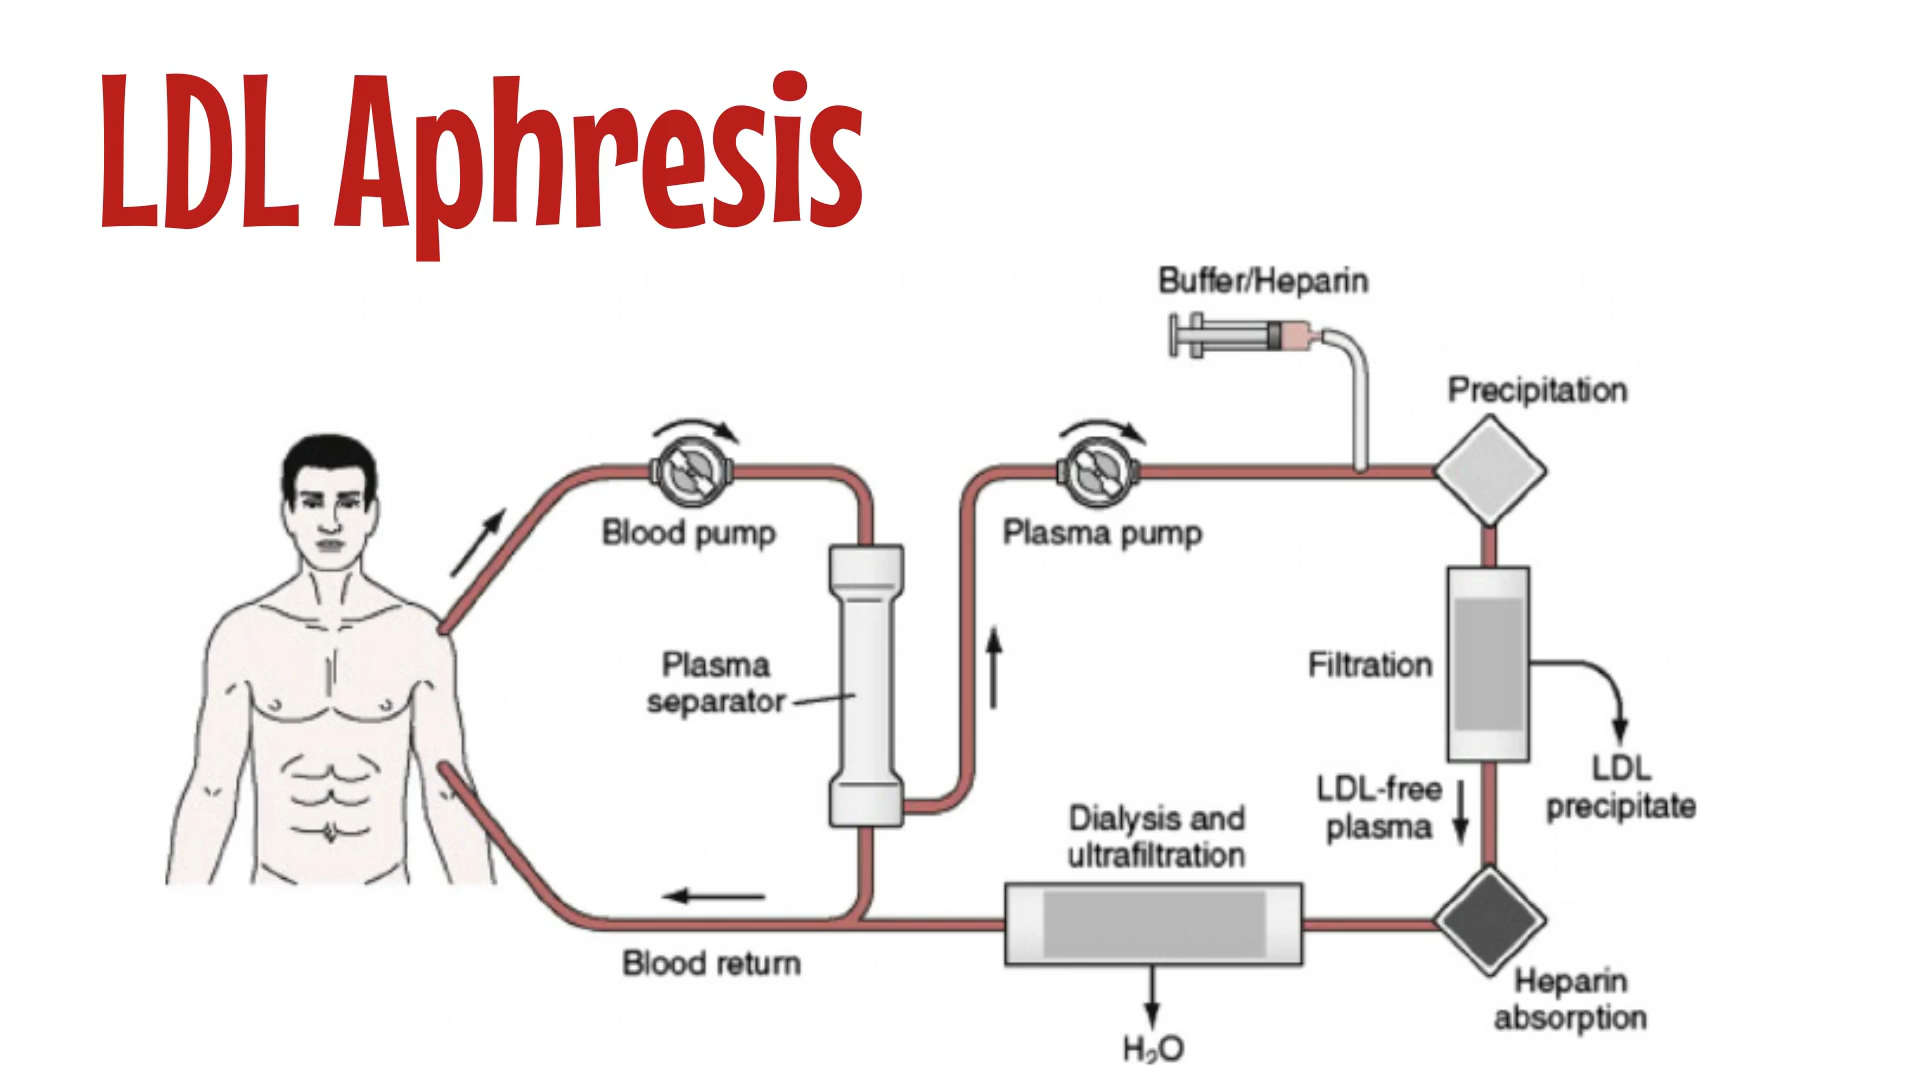 LDL Aphresis
Buffer/Heparin
Precipitation
Blood pump
Plasma pump
Plasma
separator
Filtration
LDL
precipitate
LDL-free
plasma
Dialysis and
ultrafiltration
Blood return
Heparin
absorption
H₂O